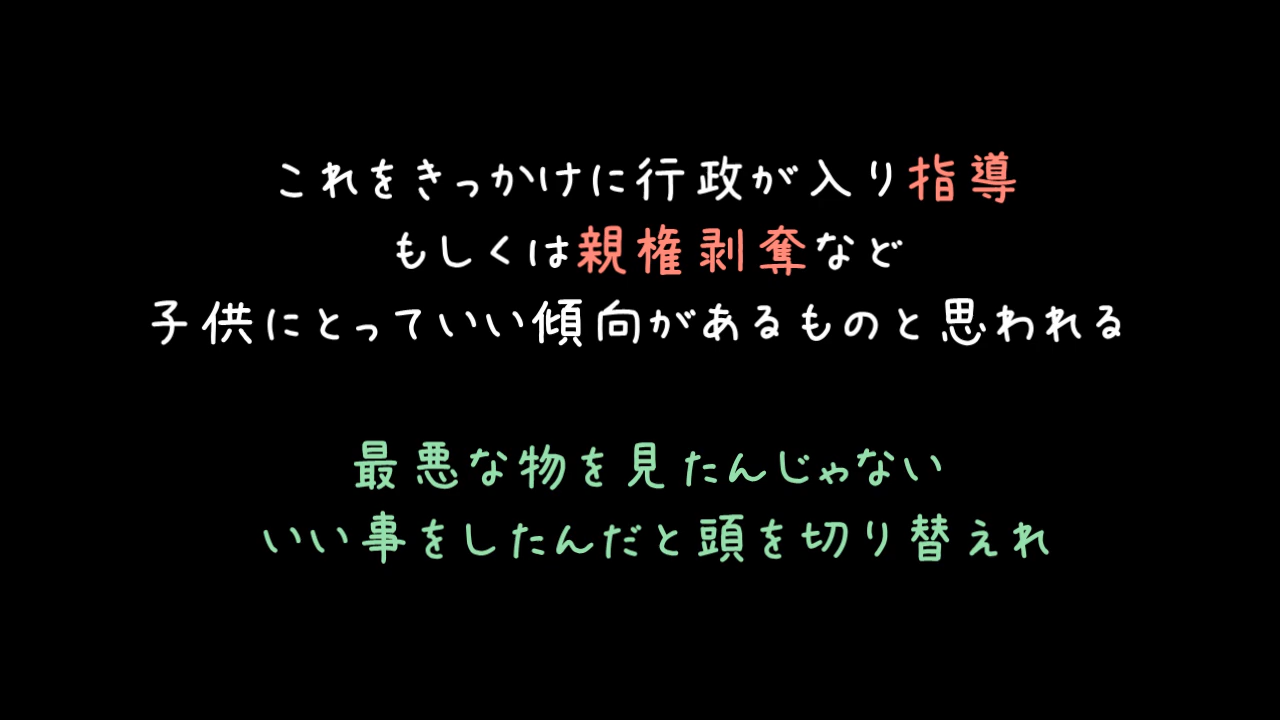 これをきっかけに行政が入り指導
もしくは親権剥奪など
子供にとっていい傾向があるものと思われる
最悪な物を見たんじゃない
いい事をしたんだと頭を切り替えれ